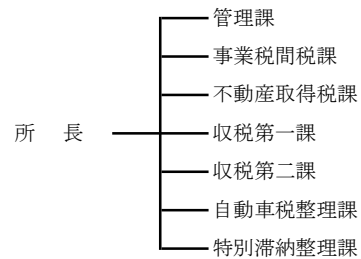 管理課
事業税間税課
不動産取得税課
所　長
収税第一課
収税第二課
自動車税整理課
特別滞納整理課